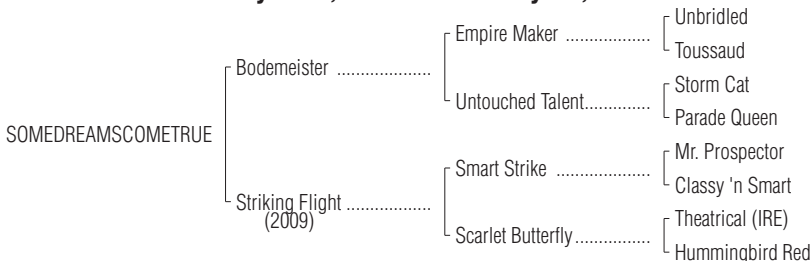 Unbridled
Empire Maker ..................
Toussaud
Bodemeister .....................
Storm Cat
Untouched Talent..............
Parade Queen
SOMEDREAMSCOMETRUE
Mr. Prospector
Smart Strike ....................
Classy 'n Smart
Striking Flight ..................
(2009)
Theatrical (IRE)
Scarlet Butterfly................
Hummingbird Red